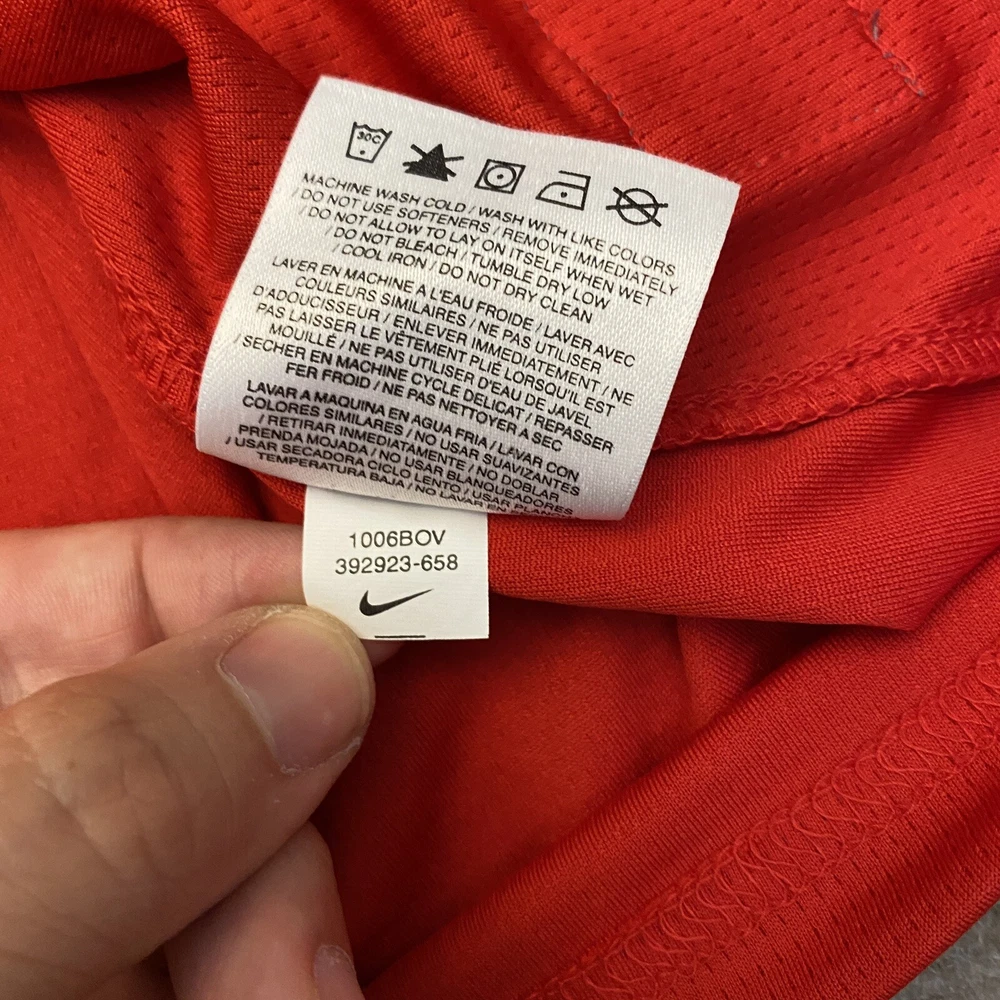 30C
MACHINE WASH COLD / WASH WITH LIKE COLORS
/ DO NOT USE SOFTENERS / REMOVE IMMEDIATELY
/ DO NOT ALLOW TO LAY ON ITSELF WHEN WET
/ DO NOT BLEACH / TUMBLE DRY LOW
/ COOL IRON / DO NOT DRY CLEAN
LAVER EN MACHINE A L'EAU FROIDE / LAVER AVEC
COULEURS SIMILAIRES / NE PAS UTILISER
D'ADOUCISSEUR / ENLEVER IMMEDIATEMENT / NE
PAS LAISSER LE VÊTEMENT PLIÉ LORSQU'IL EST
MOUILLÉ / NE PAS UTILISER D'EAU DE JAVEL
/ SECHER EN MACHINE CYCLE DELICAT / REPASSER
FER FROID / NE PAS NETTOYER A SEC
LAVAR A MAQUINA EN AGUA FRIA / LAVAR CON
COLORES SIMILARES / NO USAR SUAVIZANTES
/ RETIRAR INMEDIATAMENTE / NO DOBLAR
PRENDA MOJADA / NO USAR BLANQUEADORES
/ USAR SECADORA CICLO LENTO / USAR PLANCHA
TEMPERATURA BAJA / NO LAVAR EN
1006BOV
392923-658